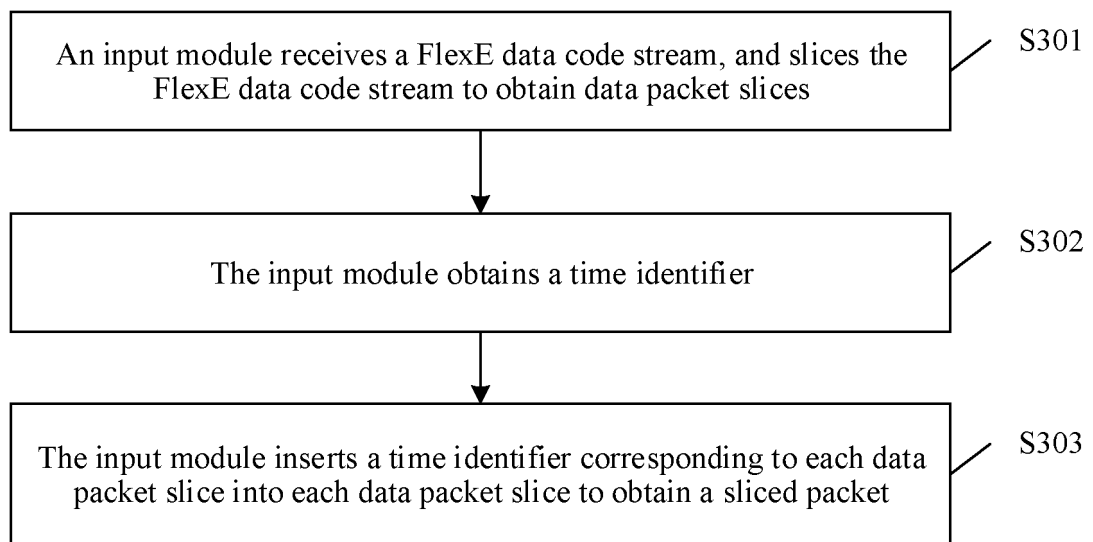 An input module receives a FlexE data code stream, and slices the
FlexE data code stream to obtain data packet slices
S301
The input module obtains a time identifier
S302
The input module inserts a time identifier corresponding to each data
packet slice into each data packet slice to obtain a sliced packet
S303